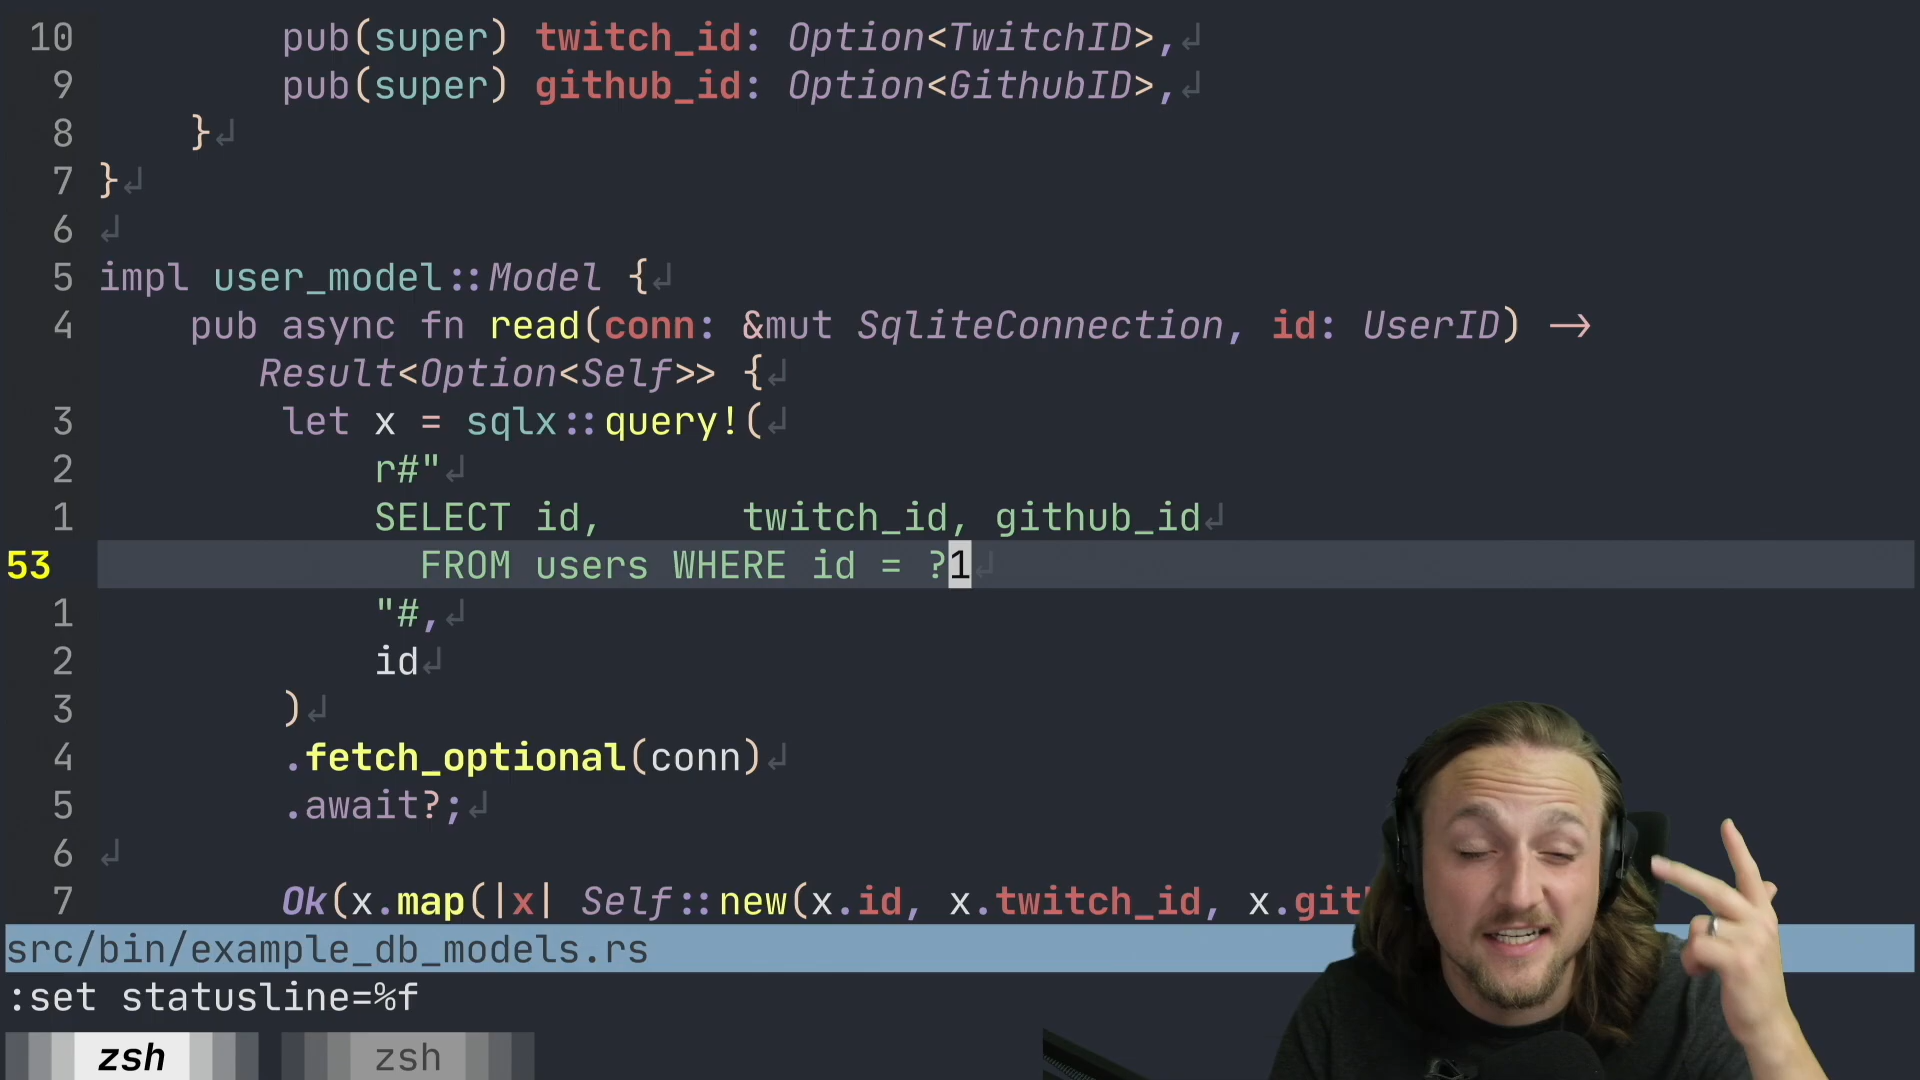 10 pub(super) twitch_id: Option<TwitchID>,↲
9 pub(super) github_id: Option<GithubID>,↲
8 }↲
7 }↲
6 ↲
5 impl user_model::Model {↲
4 pub async fn read(conn: &mut SqliteConnection, id: UserID) ->
Result<Option<Self>> {↲
3 let x = sqlx::query!(↲
2 r#"↲
1 SELECT id,      twitch_id, github_id↲
53 FROM users WHERE id = ?1↲
1 "#,↲
2 id↲
3 )↲
4 .fetch_optional(conn)↲
5 .await?;↲
6 ↲
7 Ok(x.map(|x| Self::new(x.id, x.twitch_id, x.git
src/bin/example_db_models.rs
:set statusline=%f
zsh zsh